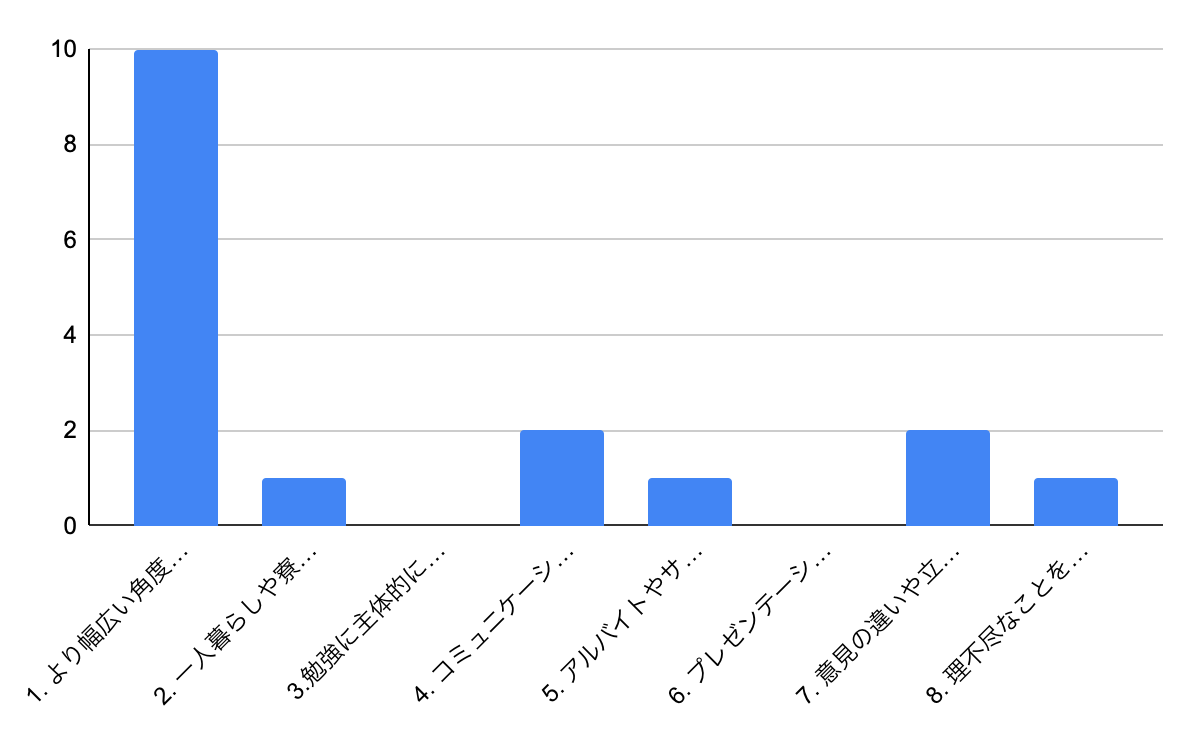 10
8
6
4
2
0
1. より幅広い角度…
2. 一人暮らしや寮…
3.勉強に主体的に…
4. コミュニケーシ…
5. アルバイトやサ…
6. プレゼンテーシ…
7. 意見の違いや立…
8. 理不尽なことを…